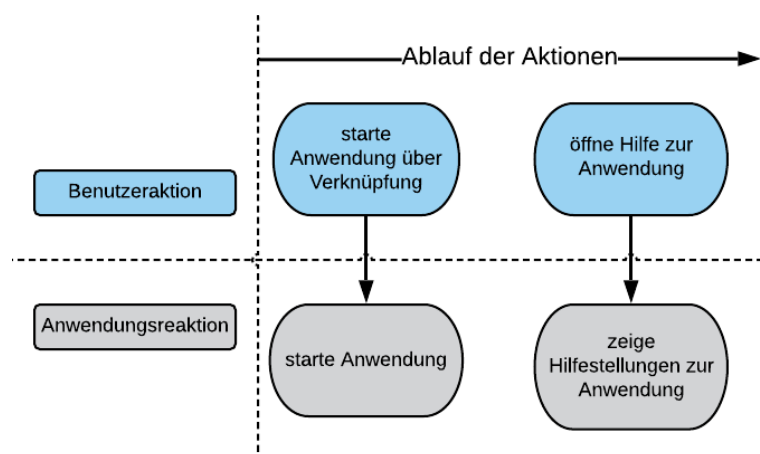 Ablauf der Aktionen
starte
Anwendung über
Verknüpfung
öffne Hilfe zur
Anwendung
Benutzeraktion
Anwendungsreaktion
starte Anwendung
zeige
Hilfestellungen zur
Anwendung